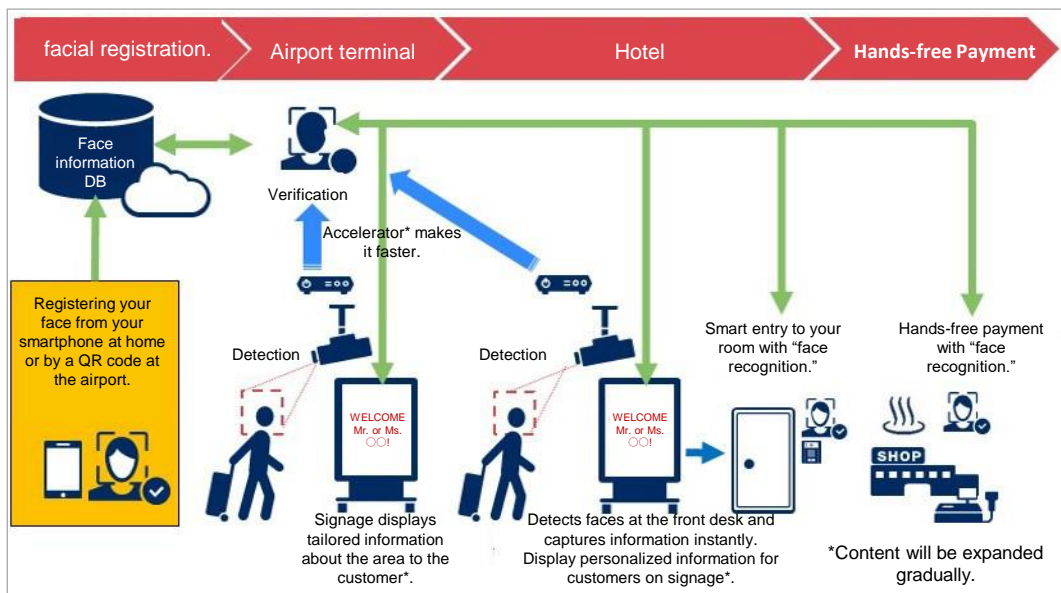 facial registration.
Airport terminal
Hotel
Hands-free Payment
Face
information
DB
Verification
Accelerator* makes
it faster.
Registering your
face from your
smartphone at home
or by a QR code at
the airport.
Detection
WELCOME
Mr. or Ms.
○○!
Signage displays
tailored information
about the area to the
customer*.
Detection
WELCOME
Mr. or Ms.
○○!
Detects faces at the front desk and
captures information instantly.
Display personalized information for
customers on signage*.
Smart entry to your
room with “face
recognition.”
Hands-free payment
with “face
recognition.”
SHOP
*Content will be expanded
gradually.